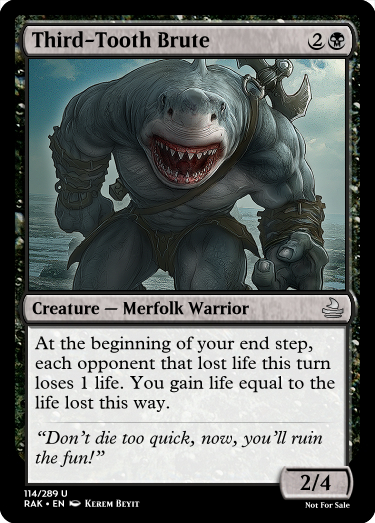 Third-Tooth Brute 2
Creature — Merfolk Warrior
At the beginning of your end step,
each opponent that lost life this turn
loses 1 life. You gain life equal to the
life lost this way.
“Don’t die too quick, now, you’ll ruin
the fun!”
2/4
114/289 U
RAK • EN Kerem Beyit
Not For Sale